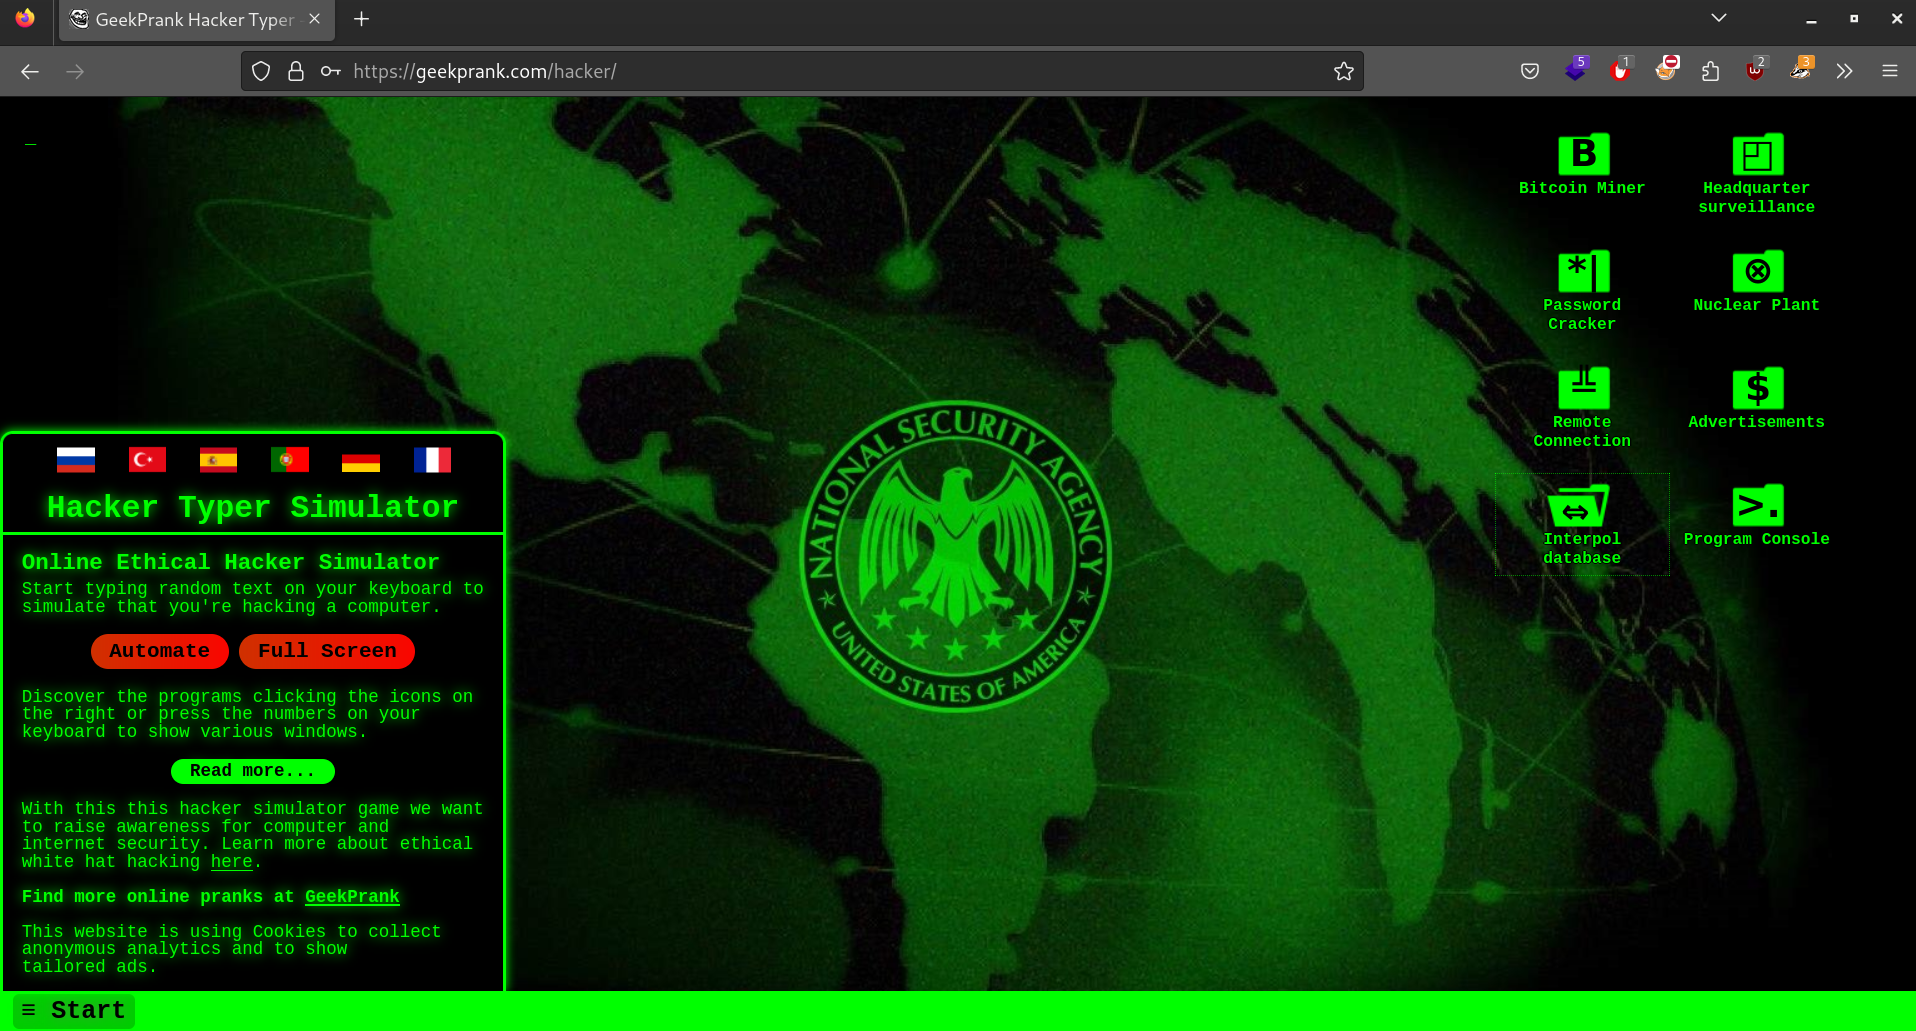 GeekPrank Hacker Typer
https://geekprank.com/hacker/
5
1
2
3
_
B
Bitcoin Miner
Headquarter
surveillance
*|
Password
Cracker
Nuclear Plant
Remote
Connection
$
Advertisements
Interpol
database
>.
Program Console
NATIONAL SECURITY AGENCY
UNITED STATES OF AMERICA
Hacker Typer Simulator
Online Ethical Hacker Simulator
Start typing random text on your keyboard to
simulate that you're hacking a computer.
Automate Full Screen
Discover the programs clicking the icons on
the right or press the numbers on your
keyboard to show various windows.
Read more...
With this this hacker simulator game we want
to raise awareness for computer and
internet security. Learn more about ethical
white hat hacking here.
Find more online pranks at GeekPrank
This website is using Cookies to collect
anonymous analytics and to show
tailored ads.
≡ Start